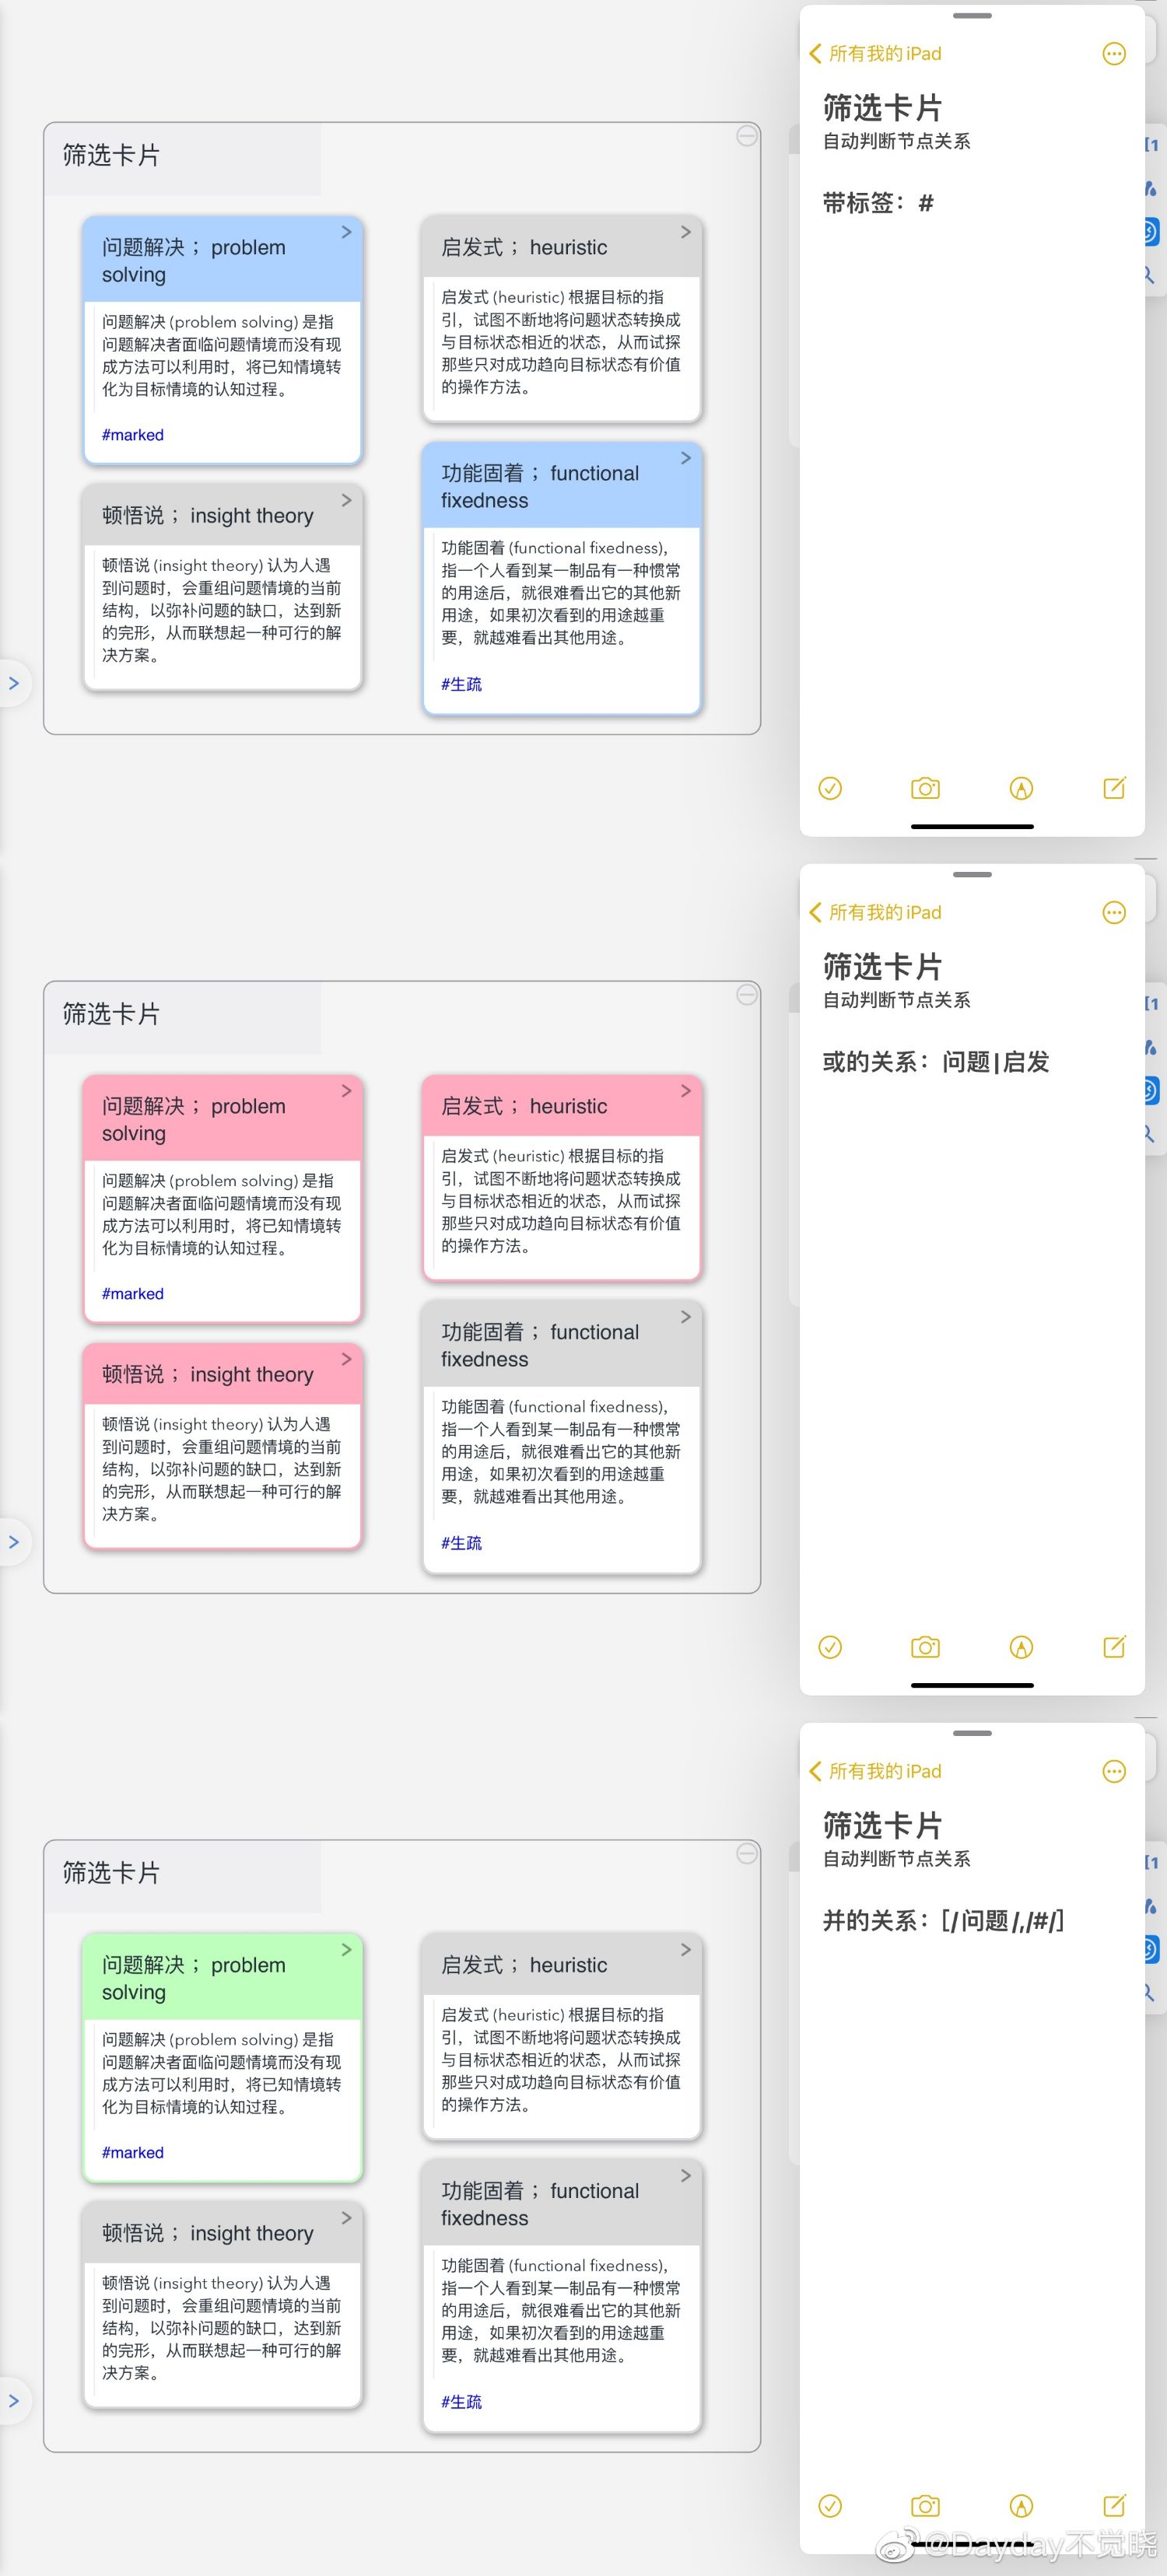 所有我的iPad
筛选卡片
自动判断节点关系
带标签：#
筛选卡片
问题解决； problem
solving
问题解决 (problem solving) 是指
问题解决者面临问题情境而没有现
成方法可以利用时，将已知情境转
化为目标情境的认知过程。
#marked
顿悟说； insight theory
顿悟说 (insight theory) 认为人遇
到问题时，会重组问题情境的当前
结构，以弥补问题的缺口，达到新
的完形，从而联想起一种可行的解
决方案。
启发式； heuristic
启发式 (heuristic) 根据目标的指
引，试图不断地将问题状态转换成
与目标状态相近的状态，从而试探
那些只对成功趋向目标状态有价值
的操作方法。
功能固着； functional
fixedness
功能固着 (functional fixedness),
指一个人看到某一制品有一种惯常
的用途后，就很难看出它的其他新
用途，如果初次看到的用途越重
要，就越难看出其他用途。
#生疏
所有我的iPad
筛选卡片
自动判断节点关系
或的关系：问题|启发
筛选卡片
问题解决； problem
solving
问题解决 (problem solving) 是指
问题解决者面临问题情境而没有现
成方法可以利用时，将已知情境转
化为目标情境的认知过程。
#marked
顿悟说； insight theory
顿悟说 (insight theory) 认为人遇
到问题时，会重组问题情境的当前
结构，以弥补问题的缺口，达到新
的完形，从而联想起一种可行的解
决方案。
启发式； heuristic
启发式 (heuristic) 根据目标的指
引，试图不断地将问题状态转换成
与目标状态相近的状态，从而试探
那些只对成功趋向目标状态有价值
的操作方法。
功能固着； functional
fixedness
功能固着 (functional fixedness),
指一个人看到某一制品有一种惯常
的用途后，就很难看出它的其他新
用途，如果初次看到的用途越重
要，就越难看出其他用途。
#生疏
所有我的iPad
筛选卡片
自动判断节点关系
并的关系：[/问题/,/#/]
筛选卡片
问题解决； problem
solving
问题解决 (problem solving) 是指
问题解决者面临问题情境而没有现
成方法可以利用时，将已知情境转
化为目标情境的认知过程。
#marked
顿悟说； insight theory
顿悟说 (insight theory) 认为人遇
到问题时，会重组问题情境的当前
结构，以弥补问题的缺口，达到新
的完形，从而联想起一种可行的解
决方案。
启发式； heuristic
启发式 (heuristic) 根据目标的指
引，试图不断地将问题状态转换成
与目标状态相近的状态，从而试探
那些只对成功趋向目标状态有价值
的操作方法。
功能固着； functional
fixedness
功能固着 (functional fixedness),
指一个人看到某一制品有一种惯常
的用途后，就很难看出它的其他新
用途，如果初次看到的用途越重
要，就越难看出其他用途。
#生疏
@Dayday不觉晓